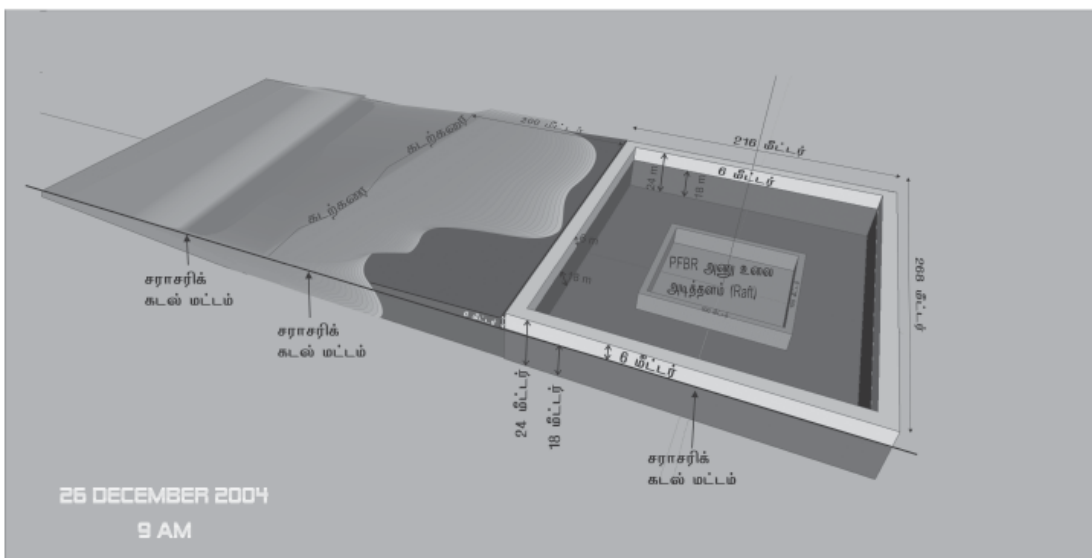 200 மீட்டர்
216 மீட்டர்
6 மீட்டர்
24 m
18 m
கடற்கரை
கடற்கரை
268 மீட்டர்
PFBR அணு உலை
அடித்தளம் (Raft)
சராசரிக்
கடல் மட்டம்
சராசரிக்
கடல் மட்டம்
6 மீட்டர்
24 மீட்டர்
18 மீட்டர்
சராசரிக்
கடல் மட்டம்
26 DECEMBER 2004
9 AM